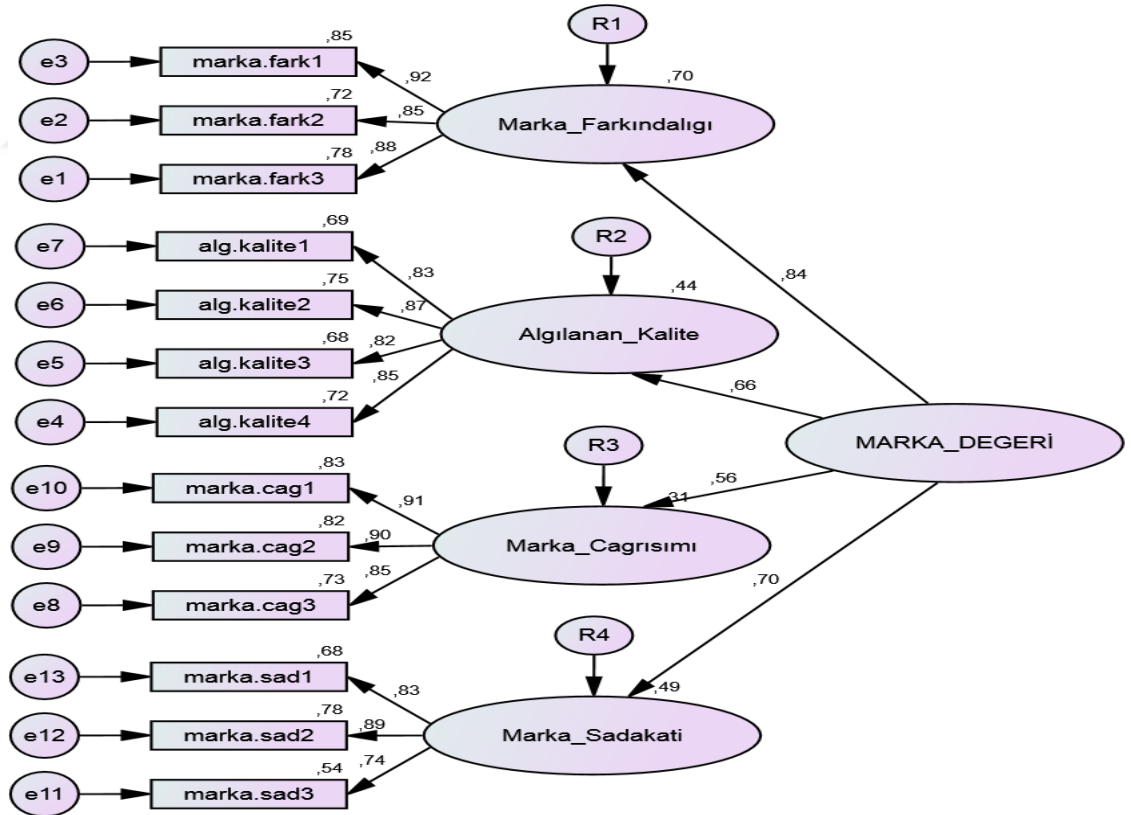 R1
,85
e3
marka.fark1
,92
,70
,72
e2
marka.fark2
,85
Marka_Farkındalıgı
,78
,88
e1
marka.fark3
R2
,69
e7
alg.kalite1
,83
,84
,75
,44
e6
alg.kalite2
,87
Algılanan_Kalite
,68
,82
e5
alg.kalite3
,85
,66
,72
e4
alg.kalite4
MARKA_DEGERİ
R3
,83
e10
marka.cag1
,91
,56
,31
,82
e9
marka.cag2
,90
Marka_Cagrısımı
,73
,85
e8
marka.cag3
,70
R4
,68
e13
marka.sad1
,83
,49
,78
e12
marka.sad2
,89
Marka_Sadakati
,54
,74
e11
marka.sad3